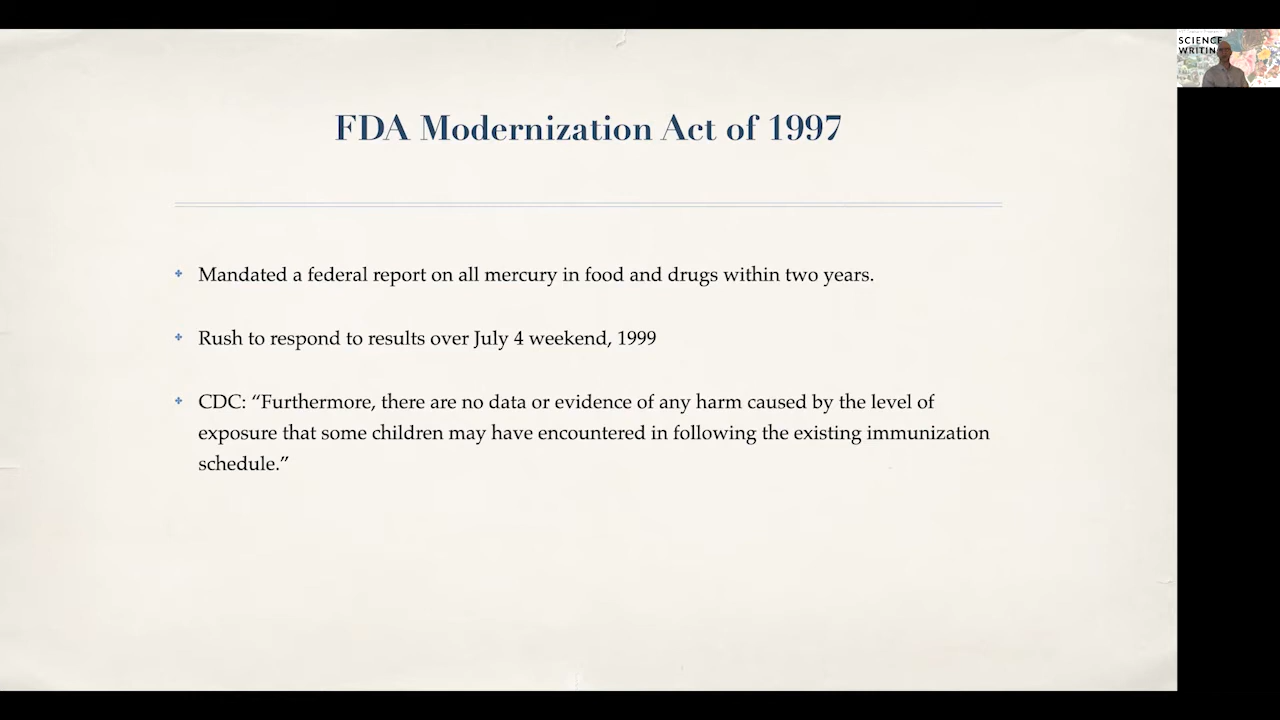 SCIENCE
WRITIN
FDA Modernization Act of 1997
Mandated a federal report on all mercury in food and drugs within two years.
Rush to respond to results over July 4 weekend, 1999
CDC: “Furthermore, there are no data or evidence of any harm caused by the level of
exposure that some children may have encountered in following the existing immunization
schedule.”